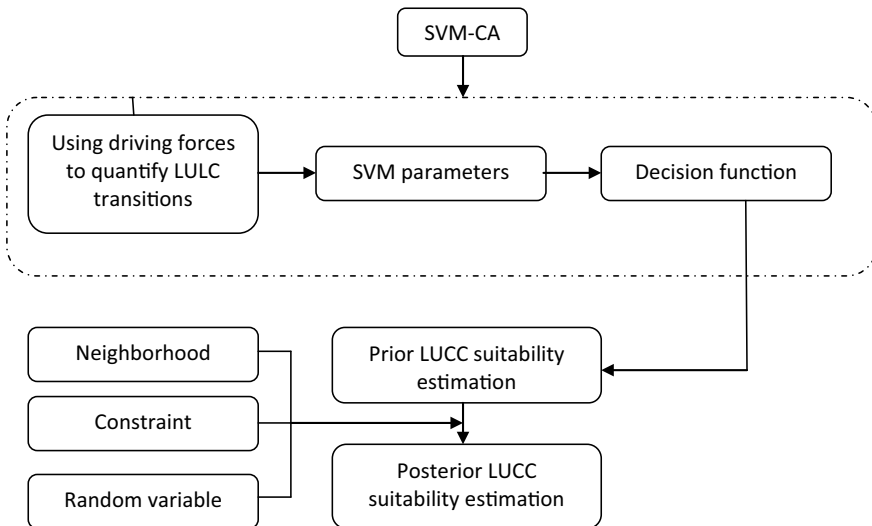 SVM-CA
Using driving forces
to quantify LULC
transitions
SVM parameters
Decision function
Neighborhood
Prior LUCC suitability
estimation
Constraint
Posterior LUCC
suitability estimation
Random variable